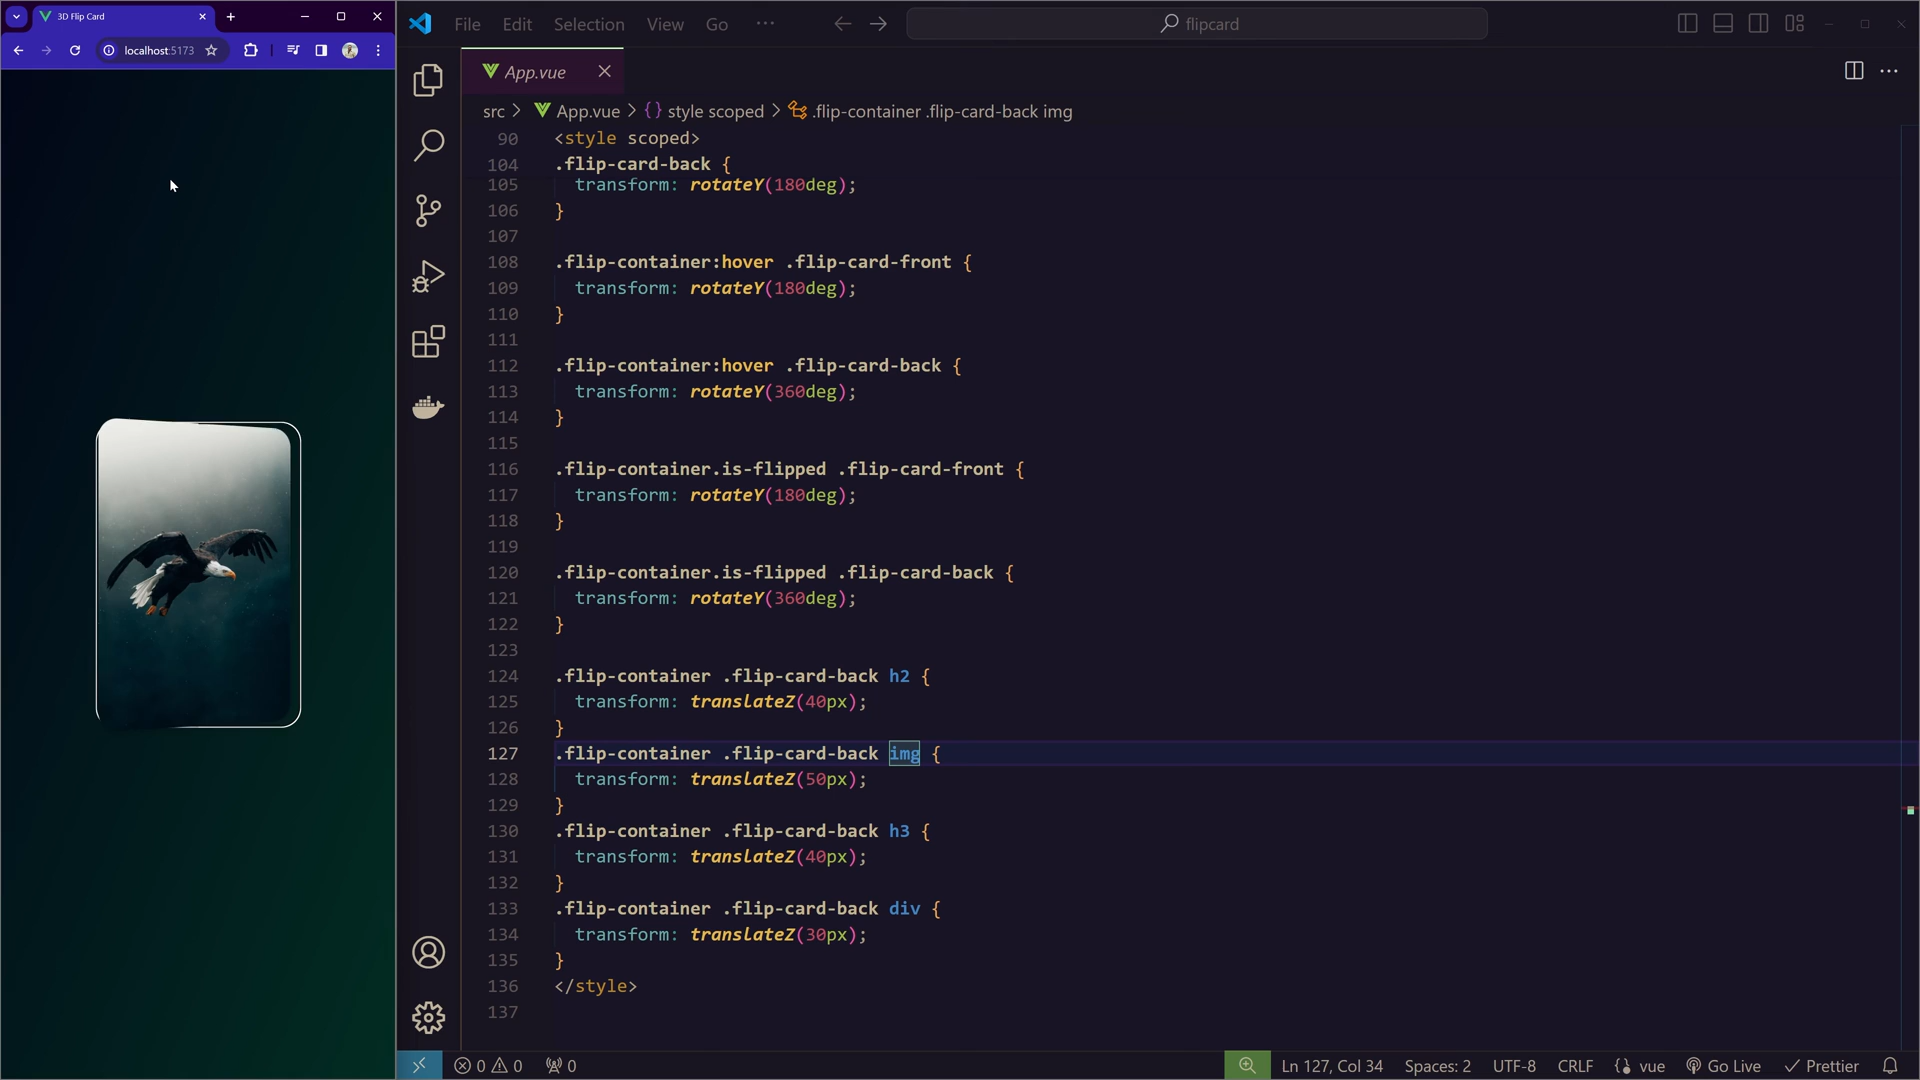 3D Flip Card
localhost:5173
File Edit Selection View Go ···
flipcard
App.vue
src > App.vue > {} style scoped > .flip-container .flip-card-back img
90 <style scoped>
104 .flip-card-back {
105 transform: rotateY(180deg);
106 }
107
108 .flip-container:hover .flip-card-front {
109 transform: rotateY(180deg);
110 }
111
112 .flip-container:hover .flip-card-back {
113 transform: rotateY(360deg);
114 }
115
116 .flip-container.is-flipped .flip-card-front {
117 transform: rotateY(180deg);
118 }
119
120 .flip-container.is-flipped .flip-card-back {
121 transform: rotateY(360deg);
122 }
123
124 .flip-container .flip-card-back h2 {
125 transform: translateZ(40px);
126 }
127 .flip-container .flip-card-back img {
128 transform: translateZ(50px);
129 }
130 .flip-container .flip-card-back h3 {
131 transform: translateZ(40px);
132 }
133 .flip-container .flip-card-back div {
134 transform: translateZ(30px);
135 }
136 </style>
137
0 0 0 Ln 127, Col 34 Spaces: 2 UTF-8 CRLF vue Go Live Prettier